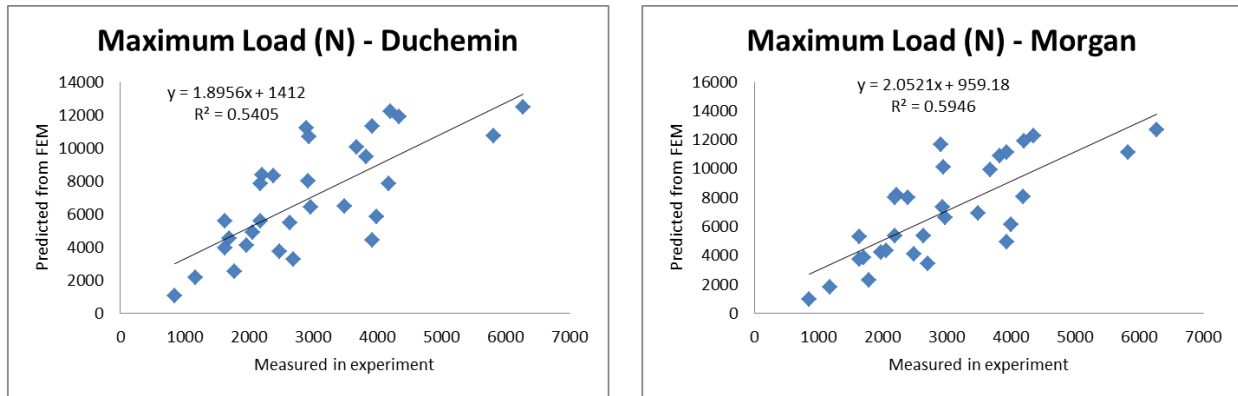 Maximum Load (N) - Duchemin
y = 1.8956x + 1412
R² = 0.5405
Predicted from FEM
14000
12000
10000
8000
6000
4000
2000
0
0 1000 2000 3000 4000 5000 6000 7000
Measured in experiment
Maximum Load (N) - Morgan
y = 2.0521x + 959.18
R² = 0.5946
Predicted from FEM
16000
14000
12000
10000
8000
6000
4000
2000
0
0 1000 2000 3000 4000 5000 6000 7000
Measured in experiment